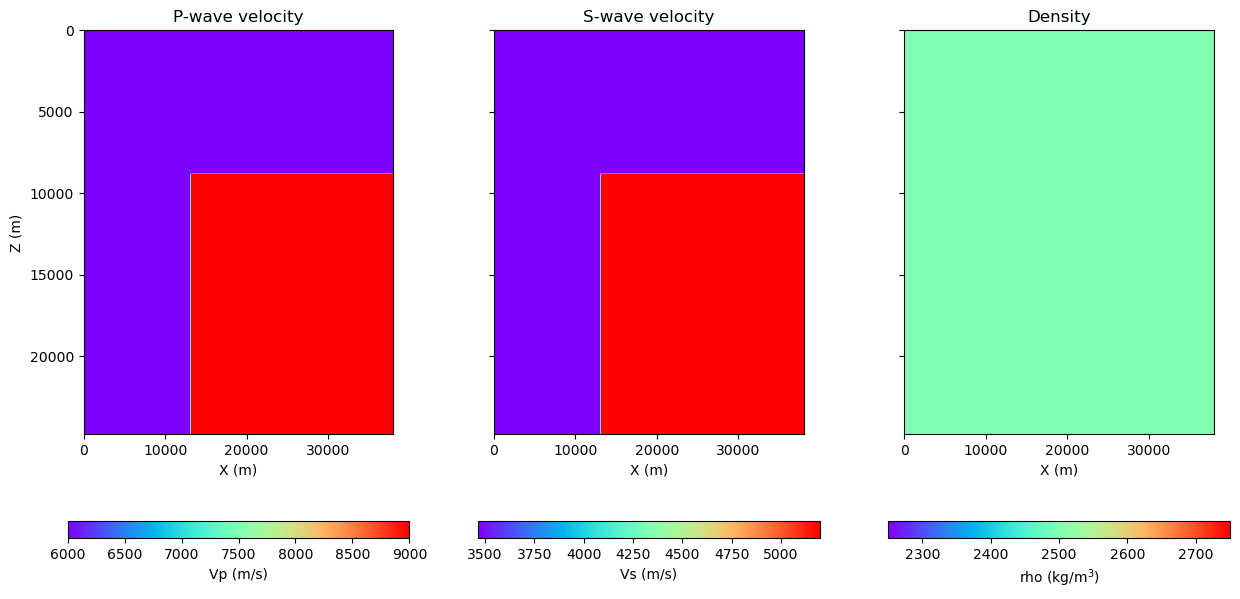 P-wave velocity
S-wave velocity
Density
0
5000
10000
15000
20000
Z (m)
0 10000 20000 30000
X (m)
0 10000 20000 30000
X (m)
0 10000 20000 30000
X (m)
6000 6500 7000 7500 8000 8500 9000
Vp (m/s)
3500 3750 4000 4250 4500 4750 5000
Vs (m/s)
2300 2400 2500 2600 2700
rho (kg/m³)